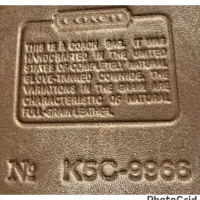 COACH
THIS IS A COACH BAG. IT WAS
HANDCRAFTED IN THE UNITED
STATES OF COMPLETELY NATURAL
GLOVE-TANNED COWHIDE. THE
VARIATIONS IN THE GRAIN ARE
CHARACTERISTIC OF NATURAL
FULL-GRAIN LEATHER.
№ K5C-9966
PhotoGrid